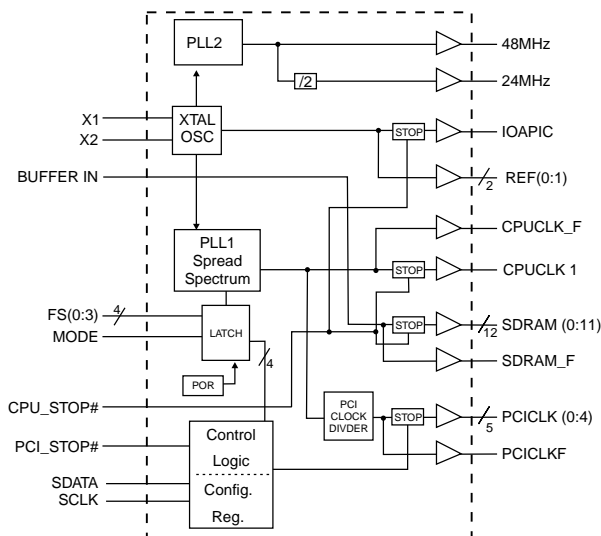 PLL2
48MHz
/2
24MHz
X1
X2
XTAL
OSC
STOP
IOAPIC
BUFFER IN
2
REF(0:1)
CPUCLK_F
PLL1
Spread
Spectrum
STOP
CPUCLK 1
FS(0:3)
4
MODE
LATCH
STOP
12
SDRAM (0:11)
SDRAM_F
4
POR
CPU_STOP#
PCI
CLOCK
DIVDER
STOP
5
PCICLK (0:4)
PCI_STOP#
Control
Logic
PCICLKF
SDATA
SCLK
Config.
Reg.